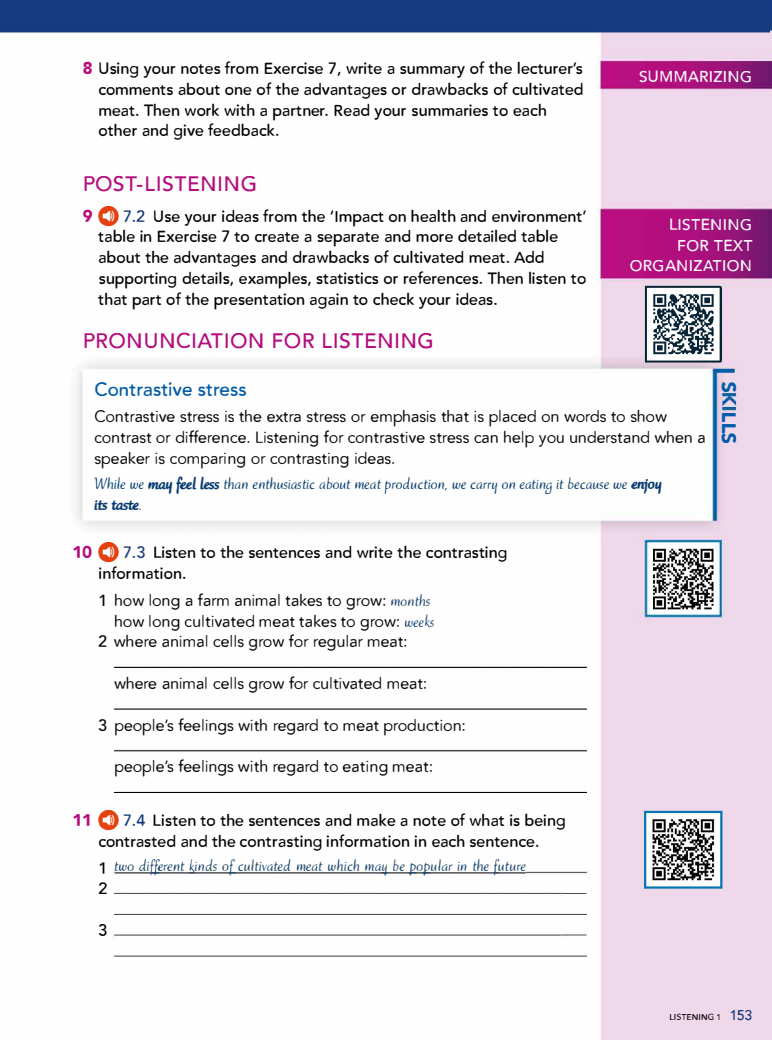 8 Using your notes from Exercise 7, write a summary of the lecturer's
comments about one of the advantages or drawbacks of cultivated
meat. Then work with a partner. Read your summaries to each
other and give feedback.
SUMMARIZING
POST-LISTENING
9 7.2 Use your ideas from the 'Impact on health and environment'
table in Exercise 7 to create a separate and more detailed table
about the advantages and drawbacks of cultivated meat. Add
supporting details, examples, statistics or references. Then listen to
that part of the presentation again to check your ideas.
LISTENING
FOR TEXT
ORGANIZATION
PRONUNCIATION FOR LISTENING
Contrastive stress
Contrastive stress is the extra stress or emphasis that is placed on words to show
contrast or difference. Listening for contrastive stress can help you understand when a
speaker is comparing or contrasting ideas.
While we may feel less than enthusiastic about meat production, we carry on eating it because we enjoy
its taste.
SKILLS
10 7.3 Listen to the sentences and write the contrasting
information.
1 how long a farm animal takes to grow: months
how long cultivated meat takes to grow: weeks
2 where animal cells grow for regular meat:
where animal cells grow for cultivated meat:
3 people's feelings with regard to meat production:
people's feelings with regard to eating meat:
11 7.4 Listen to the sentences and make a note of what is being
contrasted and the contrasting information in each sentence.
1 two different kinds of cultivated meat which may be popular in the future
2
3
LISTENING 1 153